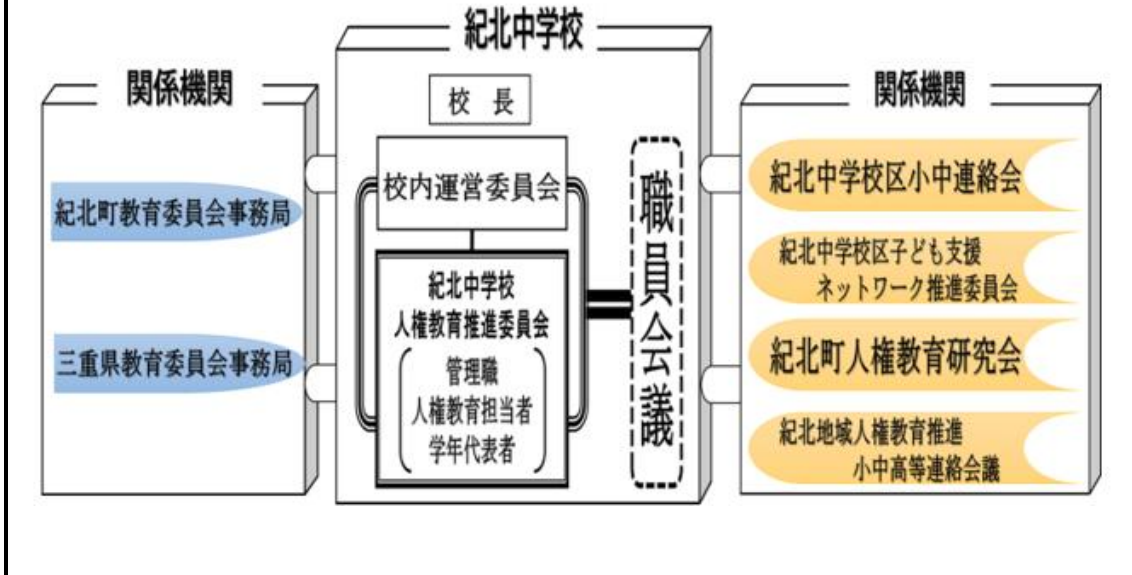 紀北中学校
関係機関
紀北町教育委員会事務局
三重県教育委員会事務局
校 長
校内運営委員会
紀北中学校
人権教育推進委員会
管理職
人権教育担当者
学年代表者
職員会議
関係機関
紀北中学校区小中連絡会
紀北中学校区子ども支援
ネットワーク推進委員会
紀北町人権教育研究会
紀北地域人権教育推進
小中高等連絡会議